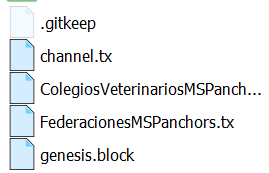 .gitkeep
channel.tx
ColegiosVeterinariosMSPanch...
FederacionesMSPanchors.tx
genesis.block